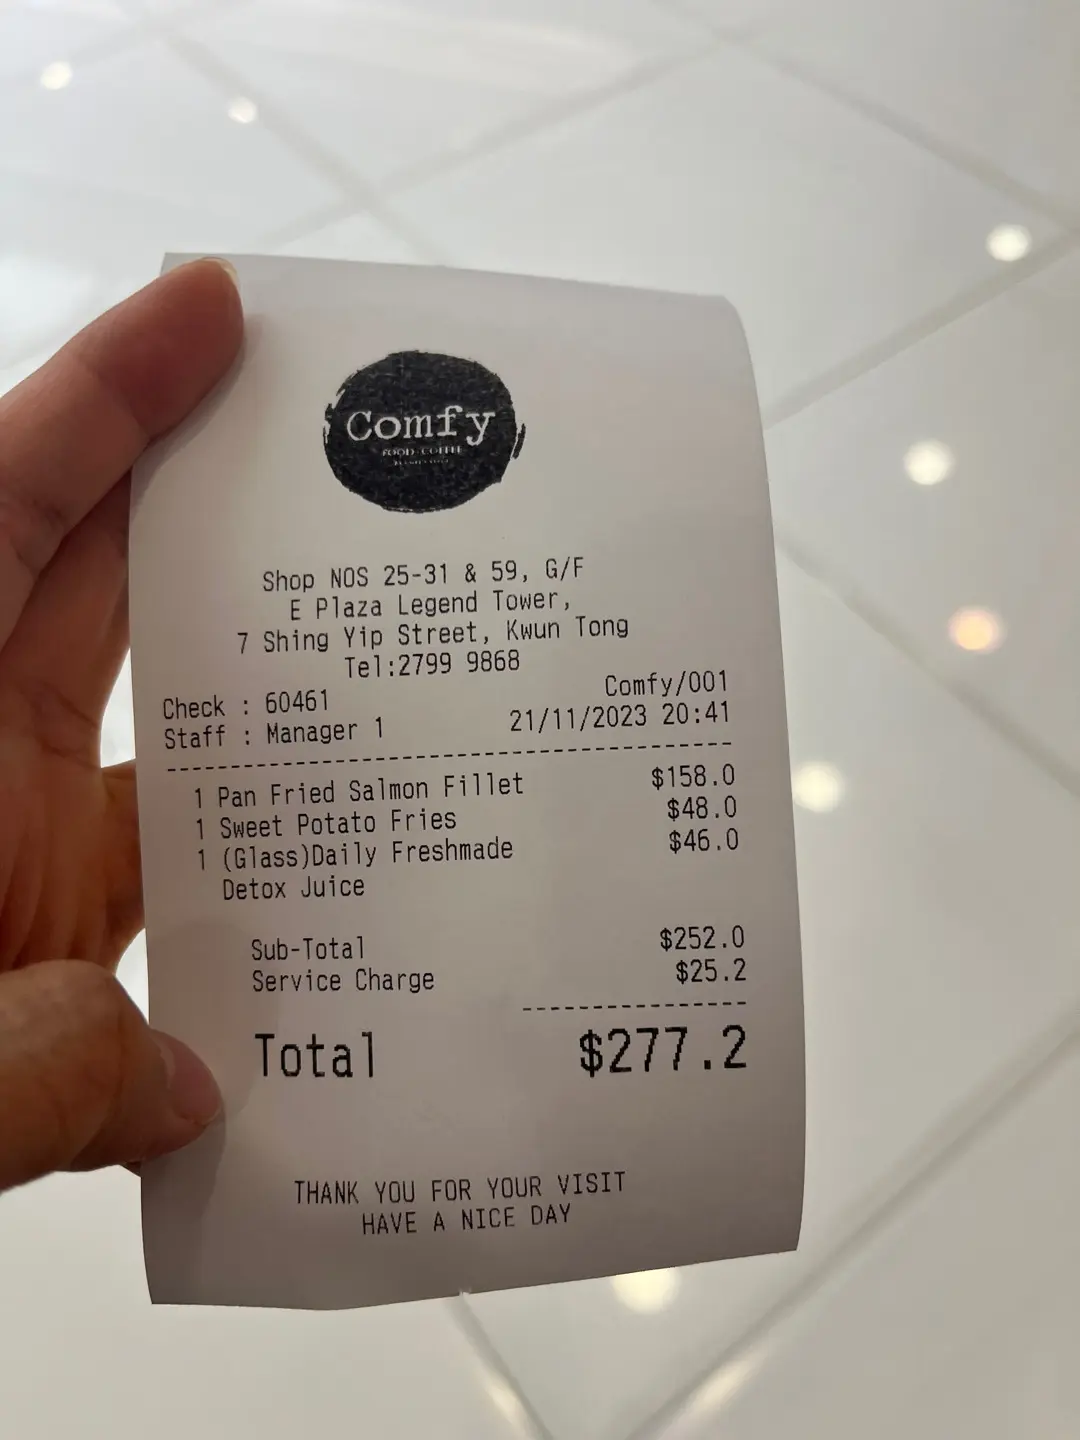 Comfy
FOOD · COFFEE
Shop NOS 25-31 & 59, G/F
E Plaza Legend Tower,
7 Shing Yip Street, Kwun Tong
Tel:2799 9868
Check : 60461 Comfy/001
Staff : Manager 1 21/11/2023 20:41
1 Pan Fried Salmon Fillet $158.0
1 Sweet Potato Fries $48.0
1 (Glass)Daily Freshmade $46.0
Detox Juice
Sub-Total $252.0
Service Charge $25.2
Total $277.2
THANK YOU FOR YOUR VISIT
HAVE A NICE DAY